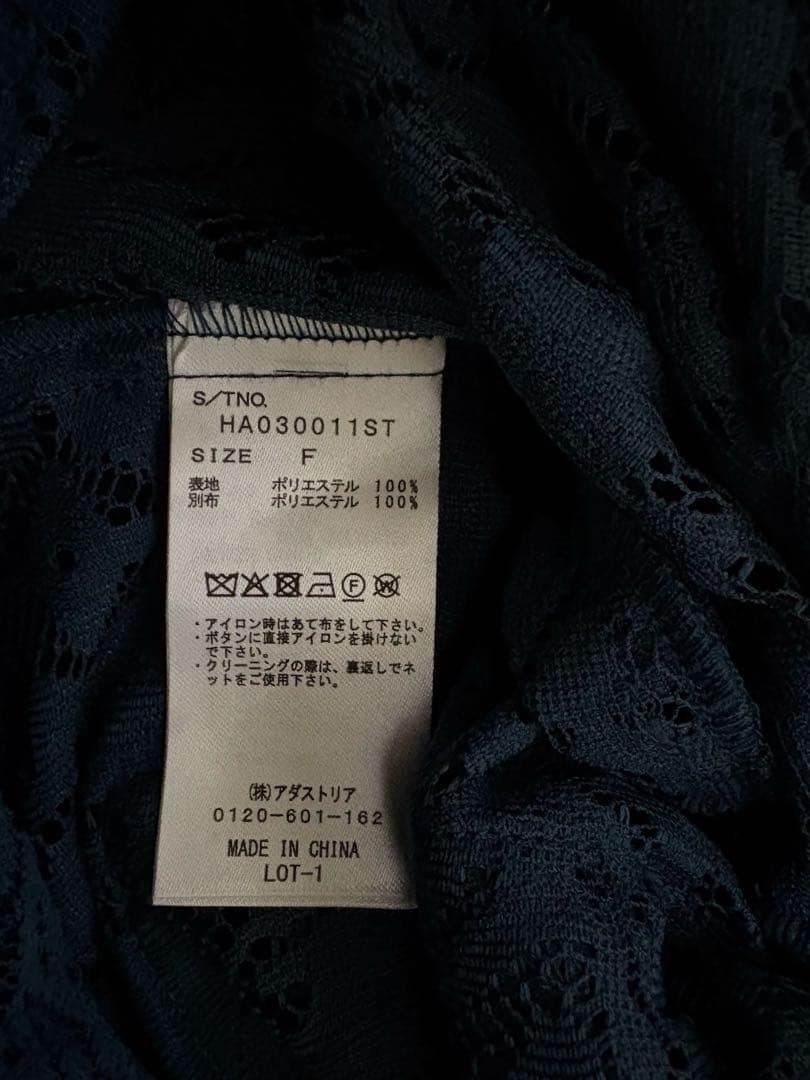 S/TNO.
HA030011ST
SIZE F
表地 ポリエステル 100%
別布 ポリエステル 100%
F W
・アイロン時はあて布をして下さい。
・ボタンに直接アイロンを掛けない
で下さい。
・クリーニングの際は、裏返しでネ
ットをご使用下さい。
(株)アダストリア
0120-601-162
MADE IN CHINA
LOT-1